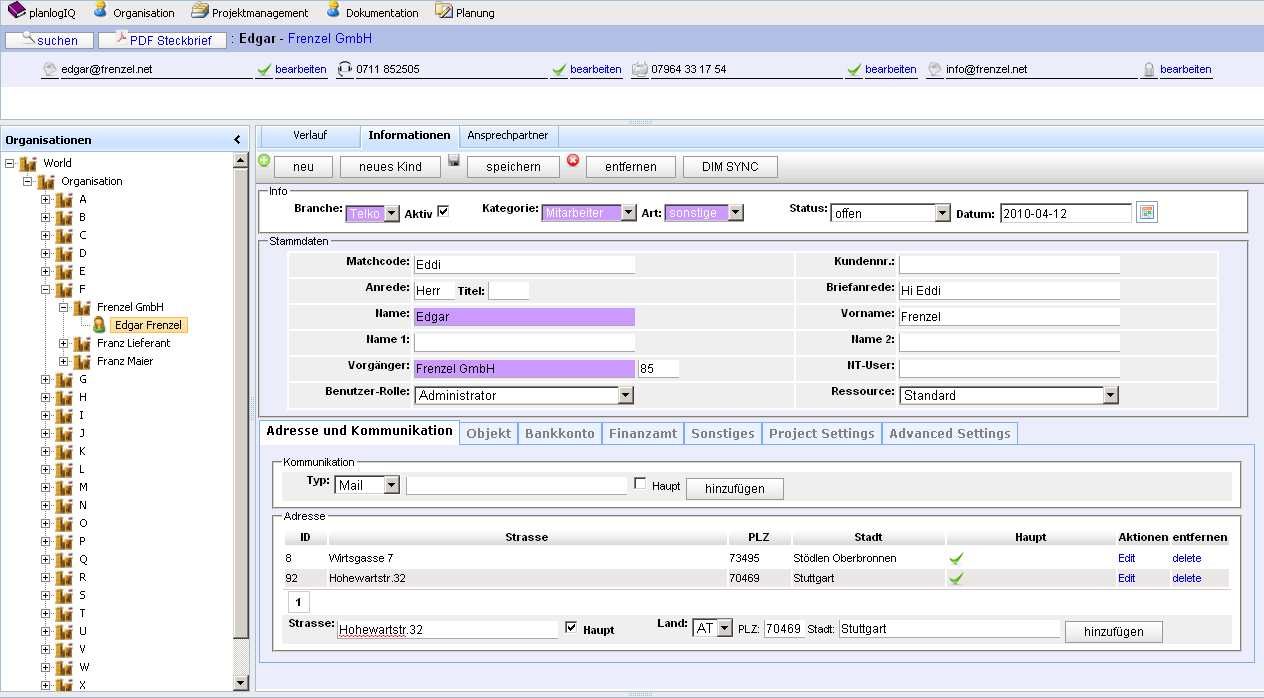 planlogIQ Organisation Projektmanagement Dokumentation Planung
suchen PDF Steckbrief : Edgar - Frenzel GmbH
edgar@frenzel.net bearbeiten 0711 852505 bearbeiten 07964 33 17 54 bearbeiten info@frenzel.net bearbeiten
Organisationen
World
Organisation
A
B
C
D
E
F
Frenzel GmbH
Edgar Frenzel
Franz Lieferant
Franz Maier
G
H
I
J
K
L
M
N
O
P
Q
R
S
T
U
V
W
X
Verlauf Informationen Ansprechpartner
neu neues Kind speichern entfernen DIM SYNC
Info
Branche: Telko Aktiv Kategorie: Mitarbeiter Art: sonstige Status: offen Datum: 2010-04-12
Stammdaten
Matchcode: Eddi Kundennr.:
Anrede: Herr Titel: Briefanrede: Hi Eddi
Name: Edgar Vorname: Frenzel
Name 1: Name 2:
Vorgänger: Frenzel GmbH 85 NT-User:
Benutzer-Rolle: Administrator Ressource: Standard
Adresse und Kommunikation Objekt Bankkonto Finanzamt Sonstiges Project Settings Advanced Settings
Kommunikation
Typ: Mail Haupt hinzufügen
Adresse
ID Strasse PLZ Stadt Haupt Aktionen entfernen
8 Wirtsgasse 7 73495 Stödlen Oberbronnen Edit delete
92 Hohewartstr.32 70469 Stuttgart Edit delete
1
Strasse: Hohewartstr.32 Haupt Land: AT PLZ: 70469 Stadt: Stuttgart hinzufügen